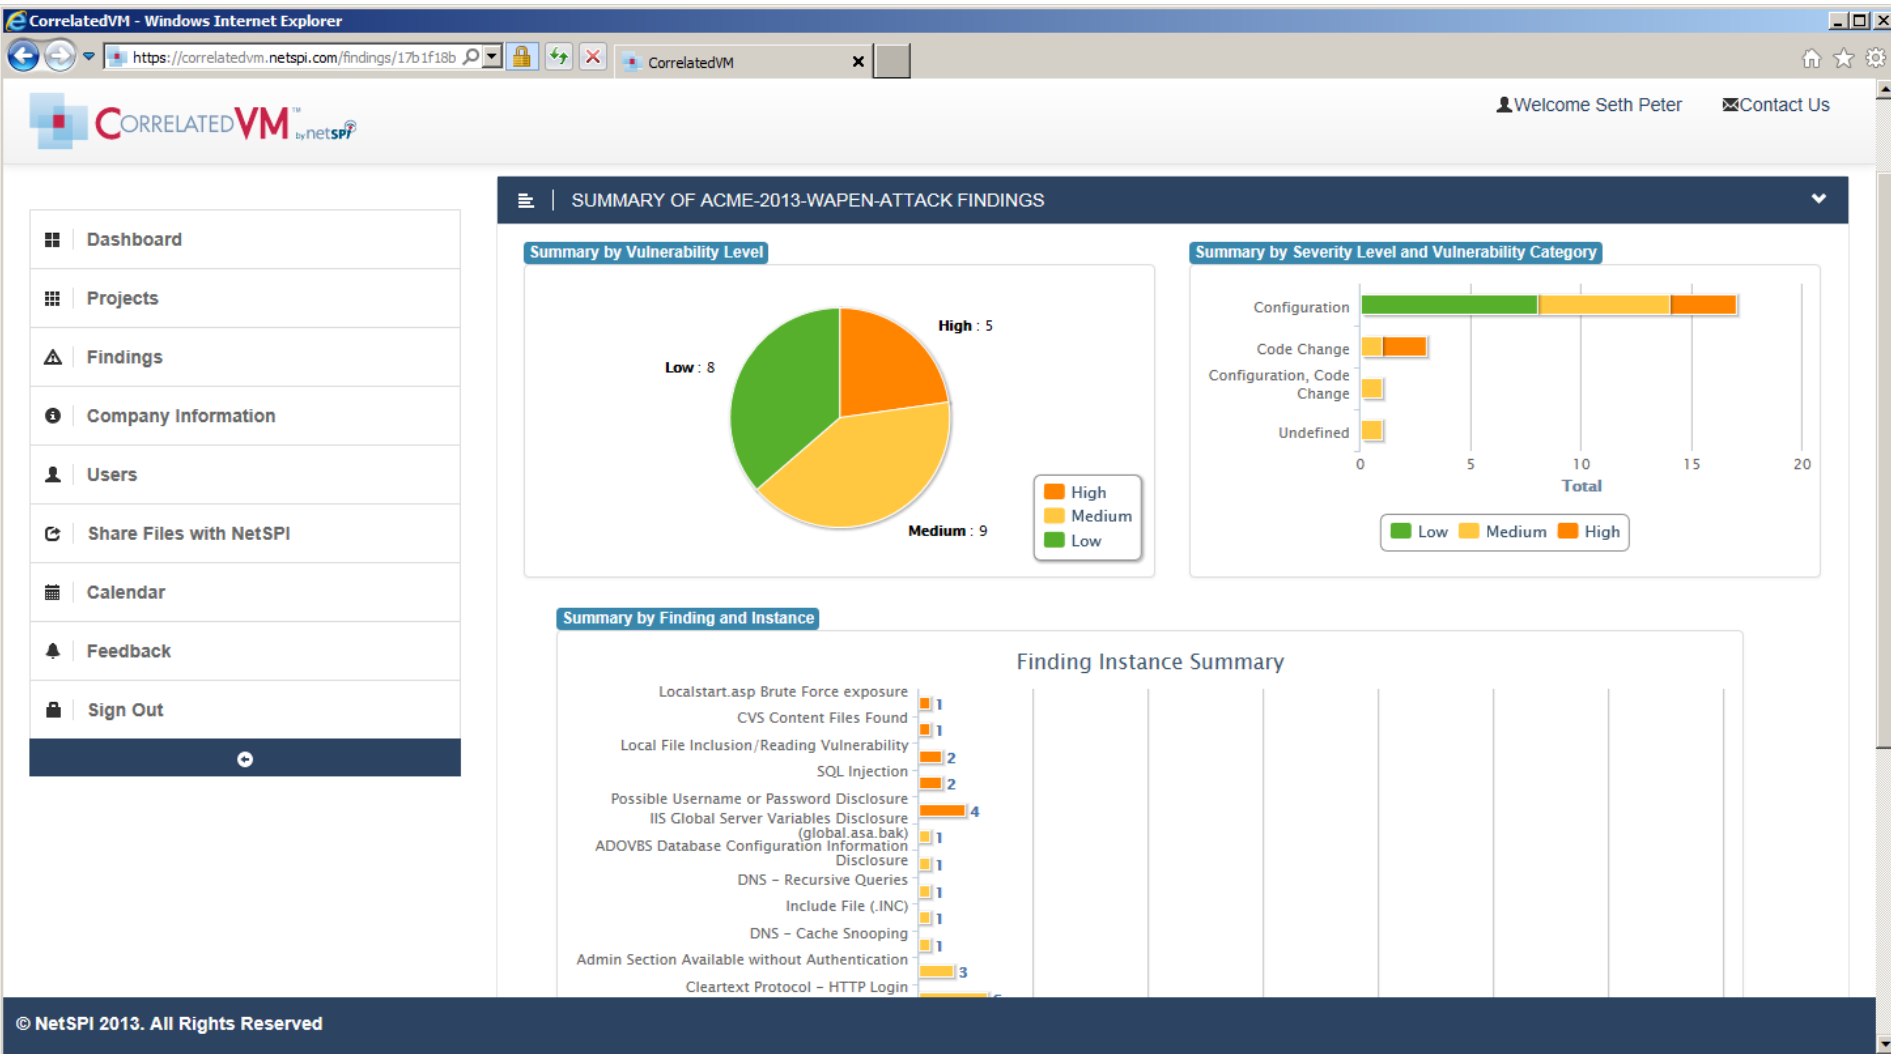 CorrelatedVM - Windows Internet Explorer
https://correlatedvm.netspi.com/findings/17b1f18b
CorrelatedVM
CORRELATEDVM™ by netSPI
Welcome Seth Peter
Contact Us
Dashboard
Projects
Findings
Company Information
Users
Share Files with NetSPI
Calendar
Feedback
Sign Out
SUMMARY OF ACME-2013-WAPEN-ATTACK FINDINGS
Summary by Vulnerability Level
High : 5
Low : 8
Medium : 9
High
Medium
Low
Summary by Severity Level and Vulnerability Category
Configuration
Code Change
Configuration, Code
Change
Undefined
0 5 10 15 20
Total
Low Medium High
Summary by Finding and Instance
Finding Instance Summary
Localstart.asp Brute Force exposure
1
CVS Content Files Found
1
Local File Inclusion/Reading Vulnerability
2
SQL Injection
2
Possible Username or Password Disclosure
4
IIS Global Server Variables Disclosure
(global.asa.bak)
1
ADOVBS Database Configuration Information
Disclosure
1
DNS - Recursive Queries
1
Include File (.INC)
1
DNS - Cache Snooping
1
Admin Section Available without Authentication
3
Cleartext Protocol - HTTP Login
© NetSPI 2013. All Rights Reserved